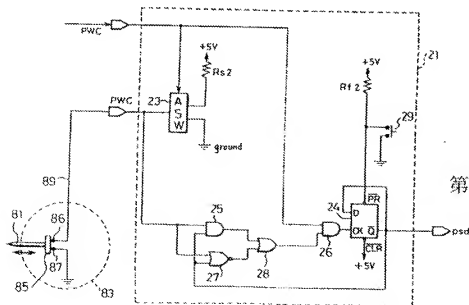 PWC
+5V
Rs2
+5V
21
Rf2
29
PWC
23
A
S
W
ground
89
第
PR
24
D
25
psd
81
86
26
CK
Q
CLR
87
27
28
+5V
85
83